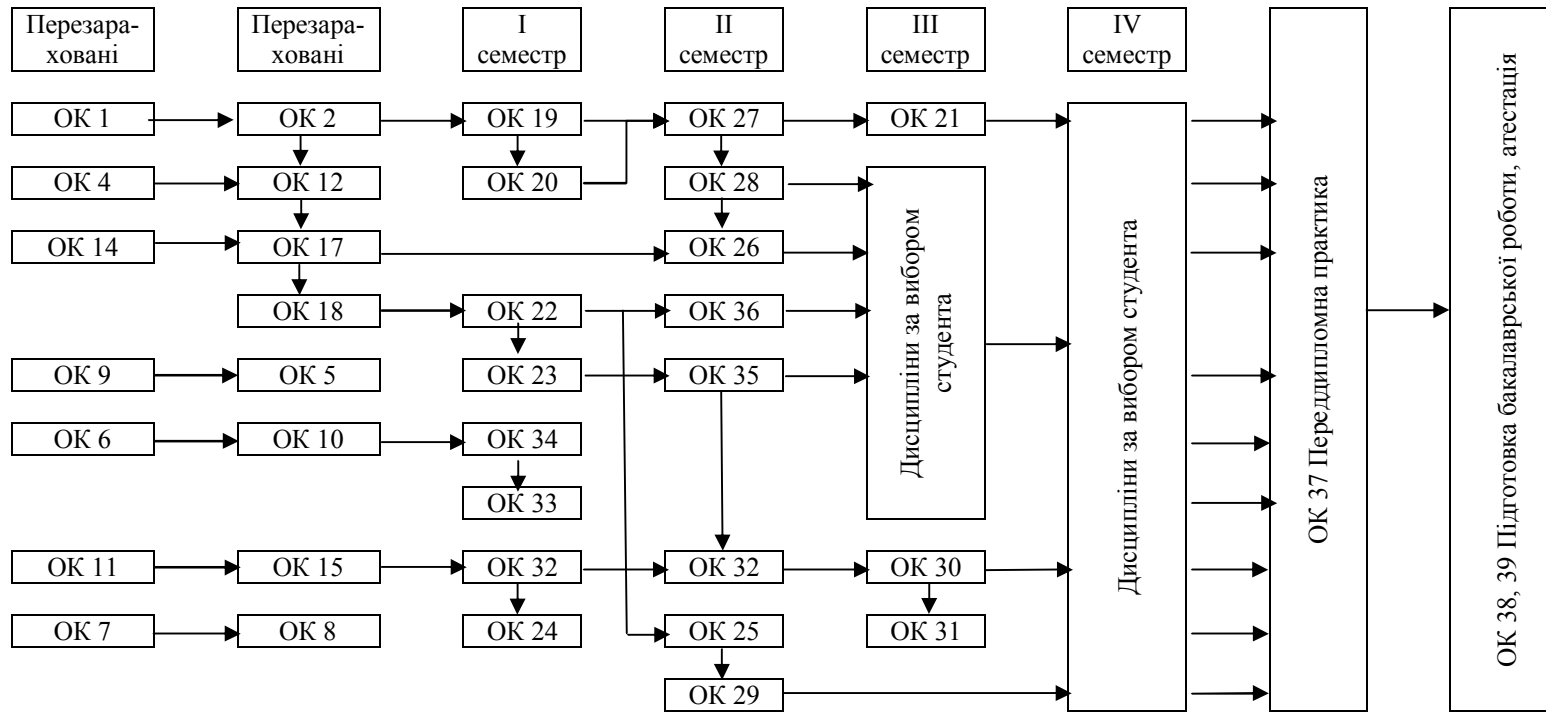 Перезара-
ховані
Перезара-
ховані
I
семестр
II
семестр
III
семестр
IV
семестр
ОК 1
ОК 2
ОК 19
ОК 27
ОК 21
ОК 4
ОК 12
ОК 20
ОК 28
ОК 14
ОК 17
ОК 26
ОК 18
ОК 22
ОК 36
ОК 9
ОК 5
ОК 23
ОК 35
ОК 6
ОК 10
ОК 34
ОК 33
ОК 11
ОК 15
ОК 32
ОК 32
ОК 30
ОК 7
ОК 8
ОК 24
ОК 25
ОК 31
ОК 29
Дисципліни за вибором
студента
Дисципліни за вибором студента
ОК 37 Переддипломна практика
ОК 38, 39 Підготовка бакалаврської роботи, атестація